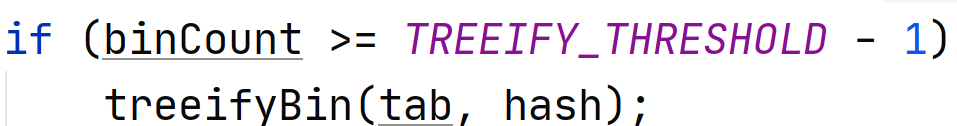 if (binCount >= TREEIFY_THRESHOLD - 1)
treeifyBin(tab, hash);